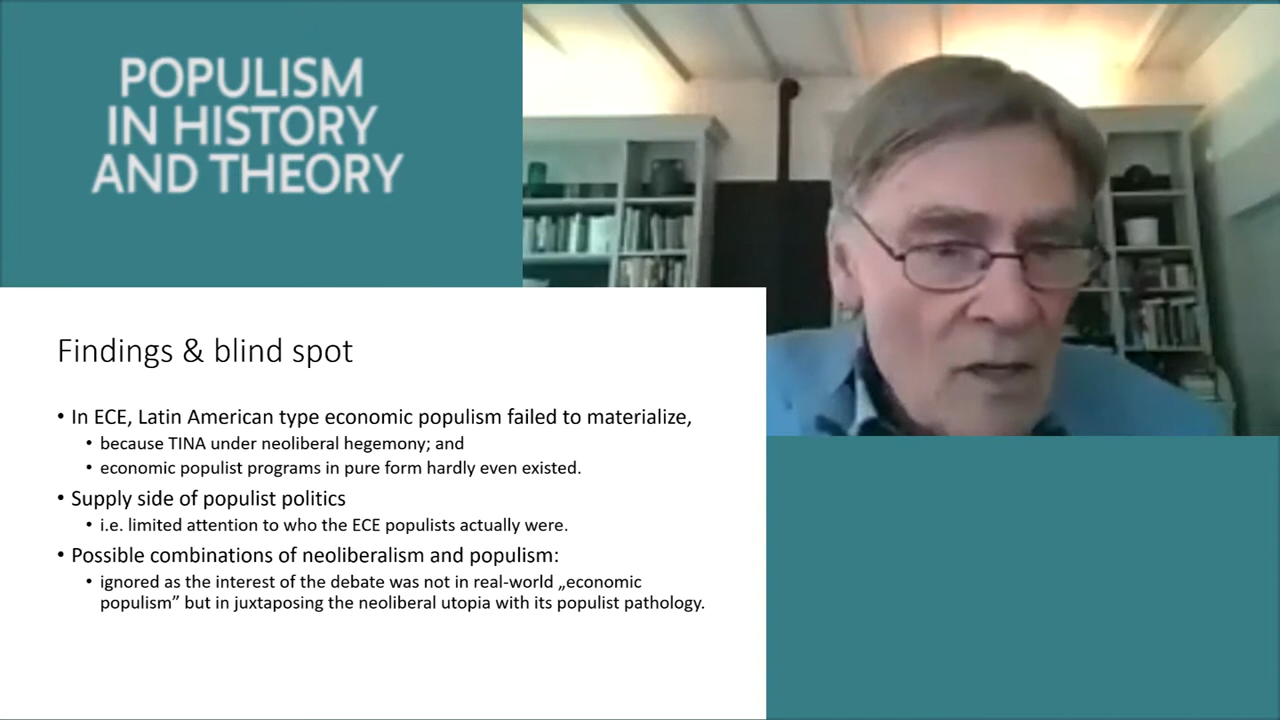 POPULISM
IN HISTORY
AND THEORY
Findings & blind spot
• In ECE, Latin American type economic populism failed to materialize,
• because TINA under neoliberal hegemony; and
• economic populist programs in pure form hardly even existed.
• Supply side of populist politics
• i.e. limited attention to who the ECE populists actually were.
• Possible combinations of neoliberalism and populism:
• ignored as the interest of the debate was not in real-world „economic
populism” but in juxtaposing the neoliberal utopia with its populist pathology.